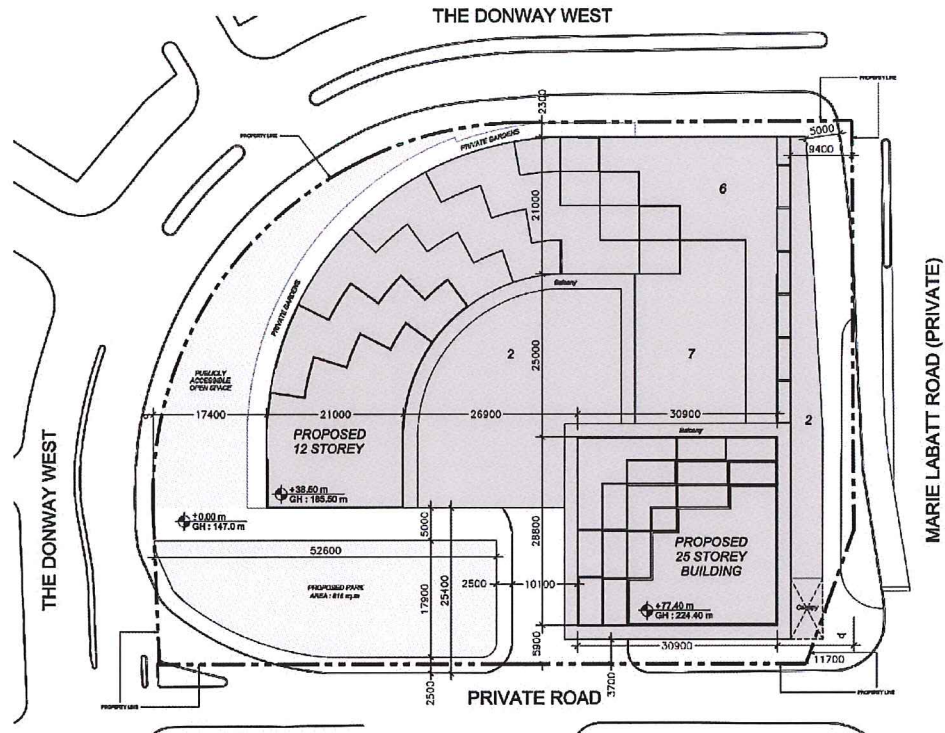 THE DONWAY WEST
PROPERTY LINE
PROPERTY LINE
2300
5000
9400
PRIVATE GARDENS
6
21000
MARIE LABATT ROAD (PRIVATE)
Balcony
PRIVATE GARDENS
2
25000
7
PUBLICLY
ACCESSIBLE
OPEN SPACE
17400
21000
26900
30900
2
PROPOSED
12 STOREY
Balcony
+38.50 m
GH : 185.50 m
±0.00 m
GH : 147.0 m
THE DONWAY WEST
5000
28800
PROPOSED
25 STOREY
BUILDING
52600
2500
10100
PROPOSED PARK
17900
25400
+77.40 m
GH : 224.40 m
Canopy
5900
30900
11700
2500
3700
PRIVATE ROAD
PROPERTY LINE
PROPERTY LINE